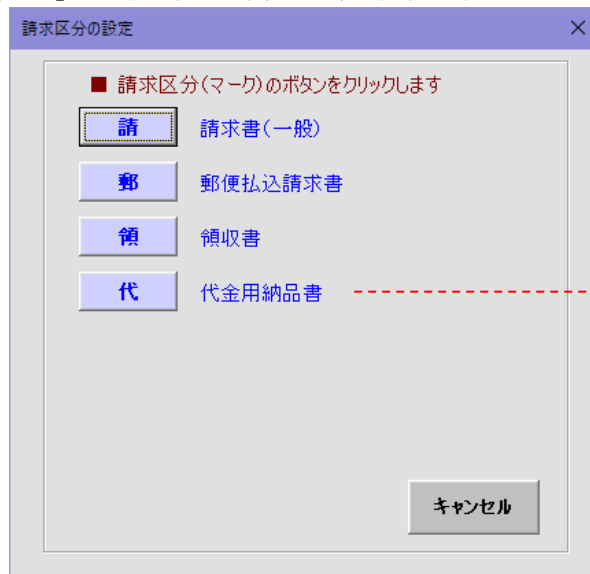 請求区分の設定
■ 請求区分(マーク)のボタンをクリックします
請 請求書(一般)
郵 郵便払込請求書
領 領収書
代 代金用納品書
キャンセル